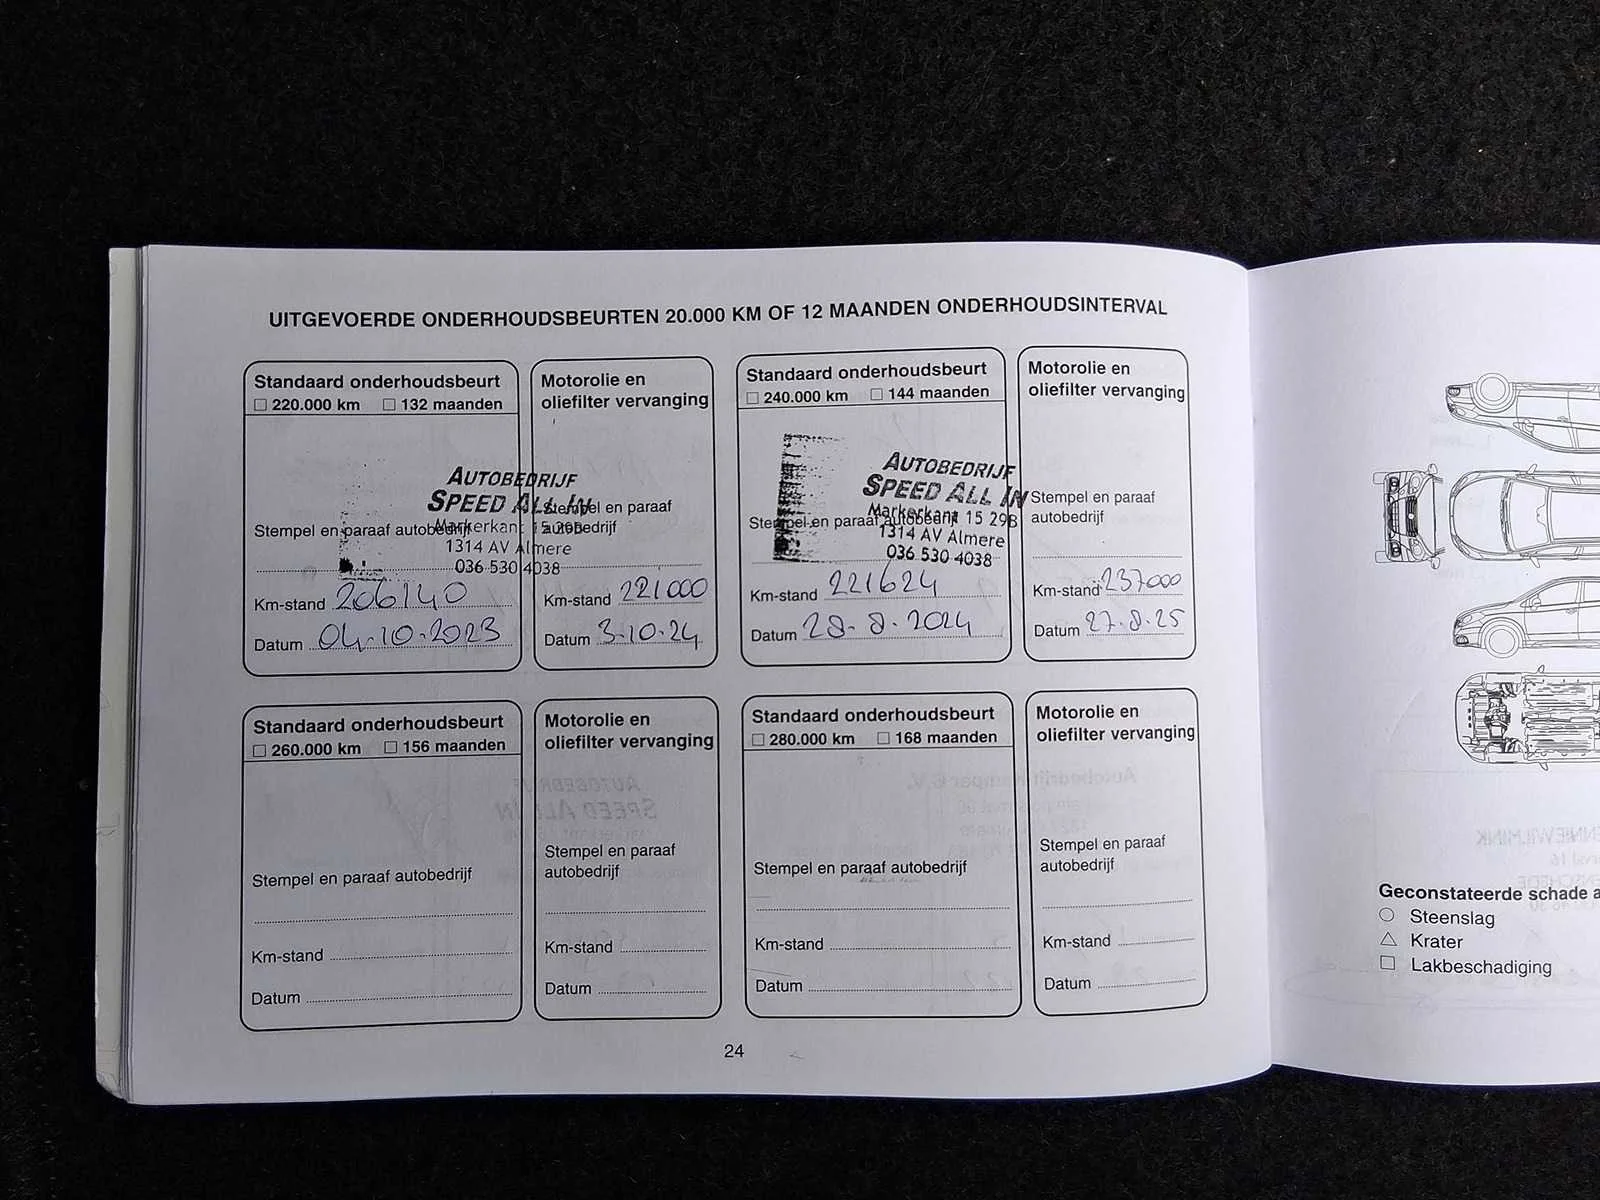 UITGEVOERDE ONDERHOUDSBEURTEN 20.000 KM OF 12 MAANDEN ONDERHOUDSINTERVAL
Standaard onderhoudsbeurt
220.000 km 132 maanden
AUTOBEDRIJF
SPEED ALL IN
Stempel en paraaf autobedrijf
Markerkant 15 29B
1314 AV Almere
036 530 4038
Km-stand 206140
Datum 04-10-2023
Motorolie en
oliefilter vervanging
Stempel en paraaf
autobedrijf
Km-stand 221000
Datum 3-10-24
Standaard onderhoudsbeurt
240.000 km 144 maanden
AUTOBEDRIJF
SPEED ALL IN
Stempel en paraaf autobedrijf
Markerkant 15 29B
1314 AV Almere
036 530 4038
Km-stand 221624
Datum 28-8-2024
Motorolie en
oliefilter vervanging
Stempel en paraaf
autobedrijf
Km-stand 237000
Datum 27.8.25
Standaard onderhoudsbeurt
260.000 km 156 maanden
Stempel en paraaf autobedrijf
Km-stand
Datum
Motorolie en
oliefilter vervanging
Stempel en paraaf
autobedrijf
Km-stand
Datum
Standaard onderhoudsbeurt
280.000 km 168 maanden
Stempel en paraaf autobedrijf
Km-stand
Datum
Motorolie en
oliefilter vervanging
Stempel en paraaf
autobedrijf
Km-stand
Datum
24
Geconstateerde schade
Steenslag
Krater
Lakbeschadiging